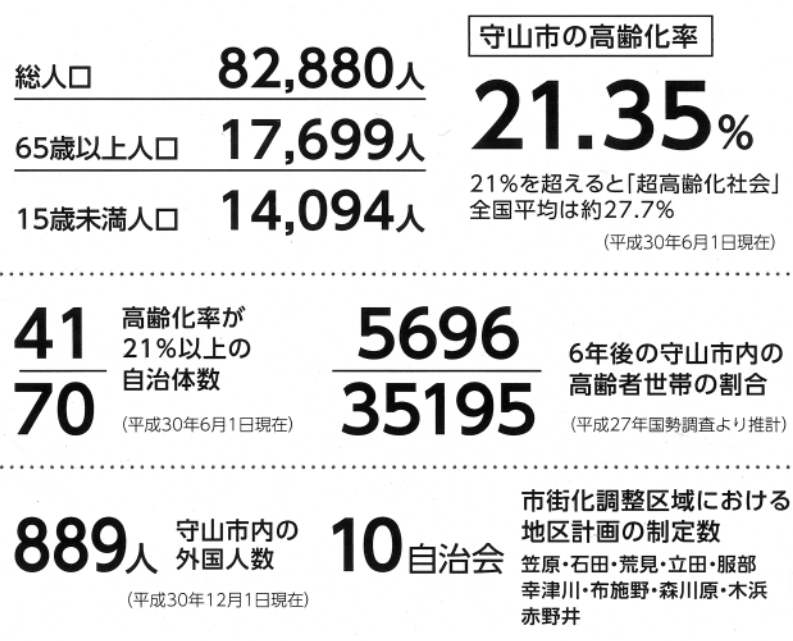 総人口 82,880人
65歳以上人口 17,699人
15歳未満人口 14,094人
守山市の高齢化率
21.35%
21%を超えると「超高齢化社会」
全国平均は約27.7%
(平成30年6月1日現在)
41
70
高齢化率が
21%以上の
自治体数
(平成30年6月1日現在)
5696
35195
6年後の守山市内の
高齢者世帯の割合
(平成27年国勢調査より推計)
889人
守山市内の
外国人数
(平成30年12月1日現在)
10自治会
市街化調整区域における
地区計画の制定数
笠原・石田・荒見・立田・服部
幸津川・布施野・森川原・木浜
赤野井